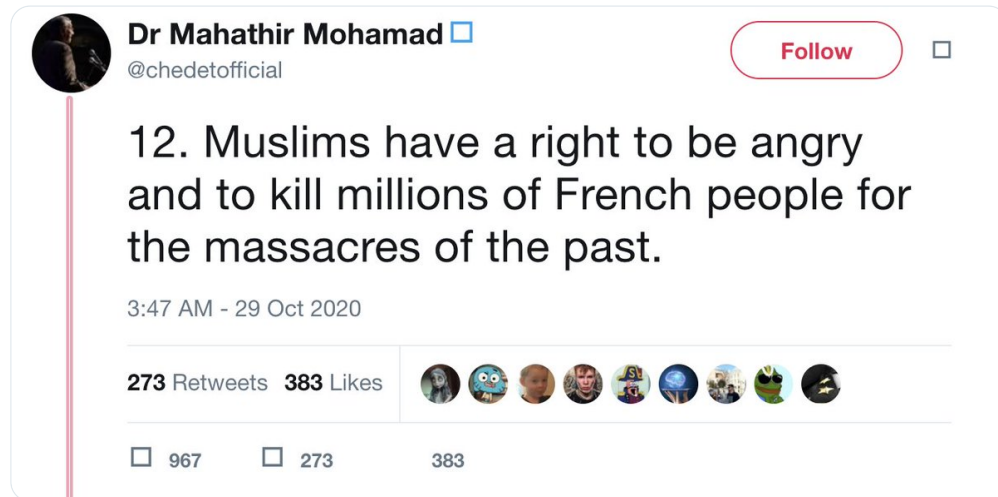 Dr Mahathir Mohamad
@chedetofficial
Follow
12. Muslims have a right to be angry
and to kill millions of French people for
the massacres of the past.
3:47 AM - 29 Oct 2020
273 Retweets 383 Likes
967 273 383